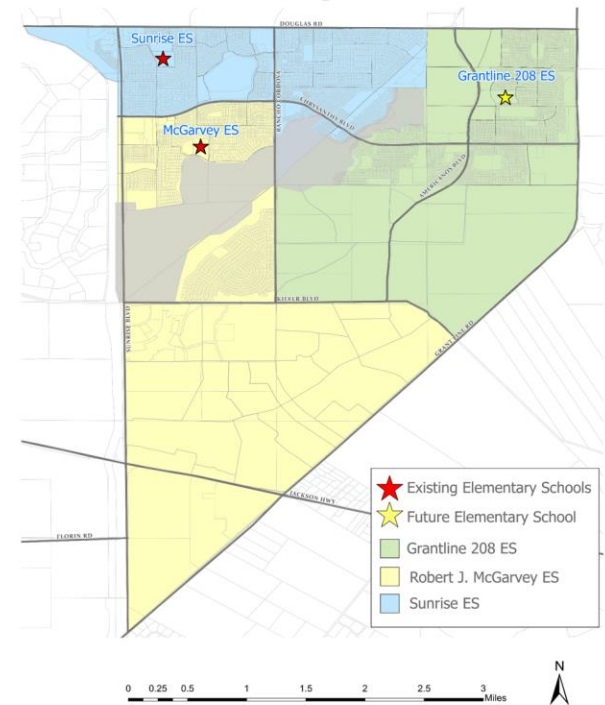 DOUGLAS RD
Sunrise ES
Grantline 208 ES
RANCHO CORDOVA
CHRYSANTHY BLVD
McGarvey ES
AMERICANOS BLVD
KIEFER BLVD
SUNRISE BLVD
GRANT LINE RD
JACKSON HWY
FLORIN RD
Existing Elementary Schools
Future Elementary School
Grantline 208 ES
Robert J. McGarvey ES
Sunrise ES
N
0 0.25 0.5 1 1.5 2 2.5 3
Miles